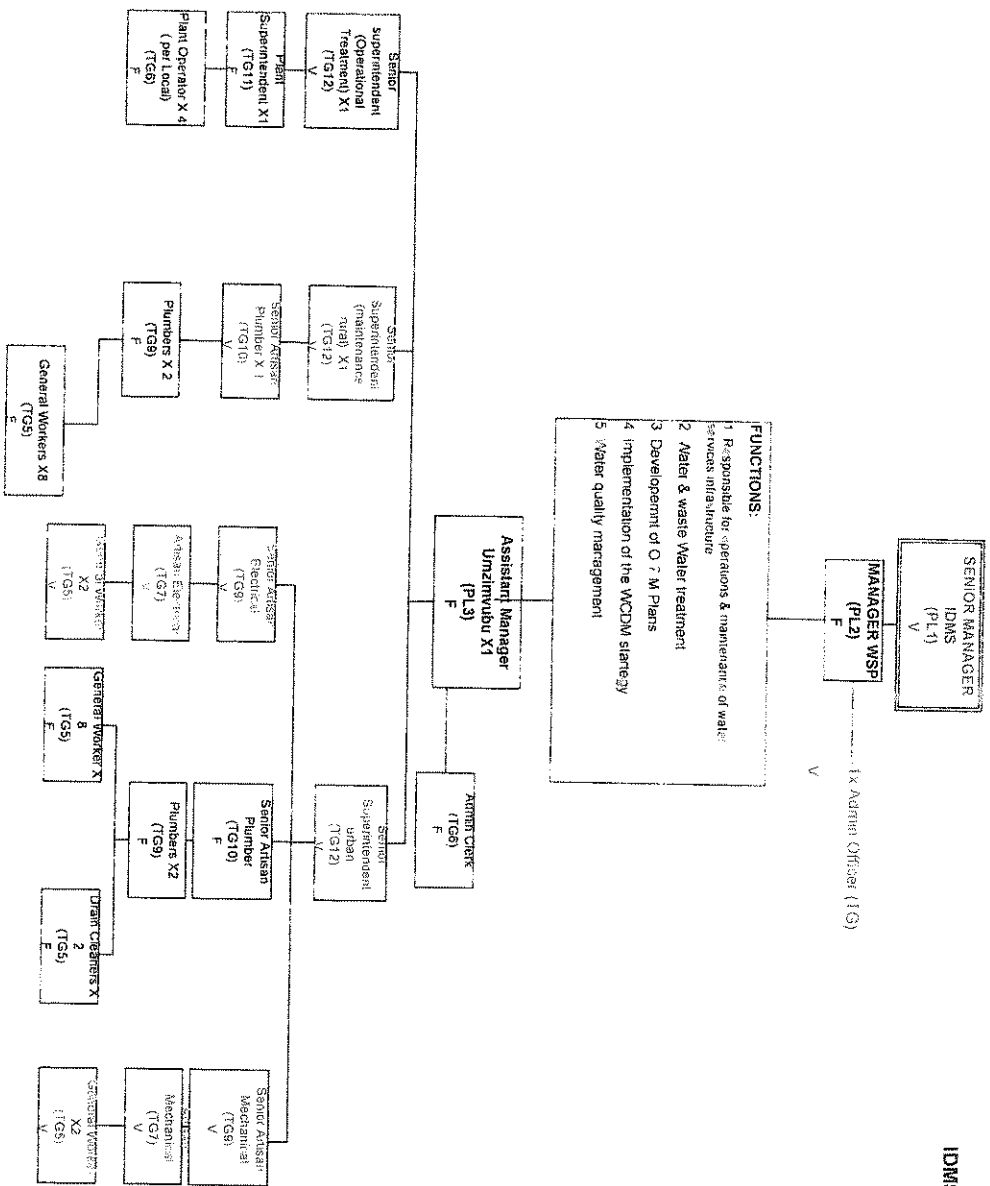 IDMS
SENIOR MANAGER
IDMS
(PL1)
V
MANAGER WSP
(PL2)
F
1x Admin Officer (TG)
V
FUNCTIONS:
1 Responsible for operations & maintenance of water
services infrastructure
2 Water & waste Water treatment
3 Developemnt of O M Plans
4 implementation of the WCDM startegy
5 Water quality management
Assistant Manager
Umzimvubu X1
(PL3)
F
Admin Clerk
(TG6)
F
Senior
superintendent
(Operational
Treatment) X1
(TG12)
V
Plant
Superintendent X1
(TG11)
F
Plant Operator X 4
( per Local)
(TG6)
F
Senior
Superintendent
(maintenance
rural) X1
(TG12)
Senior Artisan
Plumber X 1
(TG10)
V
Plumbers X 2
(TG9)
F
General Workers X8
(TG5)
F
Senior
Superintendent
urban
(TG12)
V
Senior Artisan
Electrical
(TG9)
V
Artisan
(TG7)
V
General Worker
X2
(TG5)
V
Senior Artisan
Plumber
(TG10)
F
Plumbers X2
(TG9)
F
General Worker X
8
(TG5)
F
Drain Cleaners X
2
(TG5)
F
Senior Artisan
Mechanical
(TG9)
V
Mechanical
(TG7)
V
General Worker
X2
(TG5)
V